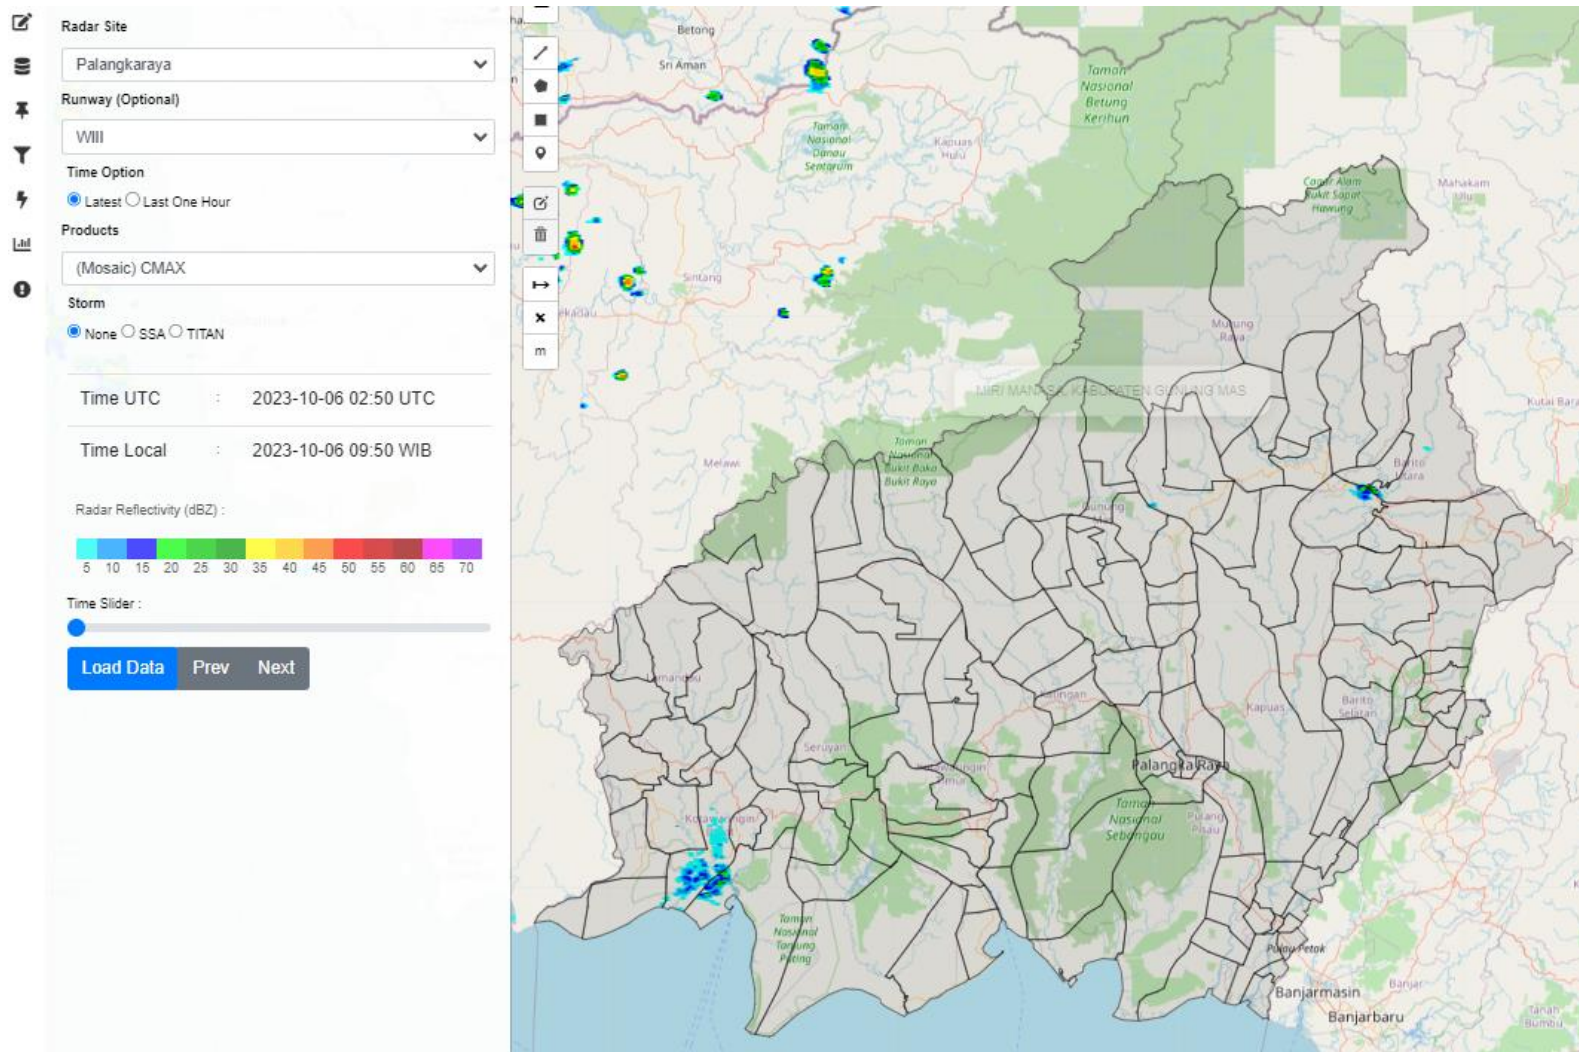 Radar Site
Palangkaraya
Runway (Optional)
WIII
Time Option
Latest Last One Hour
Products
(Mosaic) CMAX
Storm
None SSA TITAN
Time UTC : 2023-10-06 02:50 UTC
Time Local : 2023-10-06 09:50 WIB
Radar Reflectivity (dBZ) :
5 10 15 20 25 30 35 40 45 50 55 60 65 70
Time Slider :
Load Data Prev Next
m
Betong
Sri Aman
Taman
Nasional
Betung
Kerihun
Taman
Nasional
Danau
Sentarum
Kapuas
Hulu
Cagar Alam
Bukit Sapat
Hawung
Mahakam
Ulu
Sintang
ekadau
Murung
Raya
MIRI MANASA, KABUPATEN GUNUNG MAS
Kutai Bara
Melawi
Taman
Nasional
Bukit Baka
Bukit Raya
Barito
Utara
Gunung
Lamandau
Katingan
Kapuas
Barito
Selatan
Seruyan
Kotawaringin
Timur
Palangka Raya
Kotawaringin
Taman
Nasional
Sebangau
Pulang
Pisau
Taman
Nasional
Tanjung
Puting
Pulau Petak
Banjarmasin
Banjar
Banjarbaru
Tanah
Bumbu